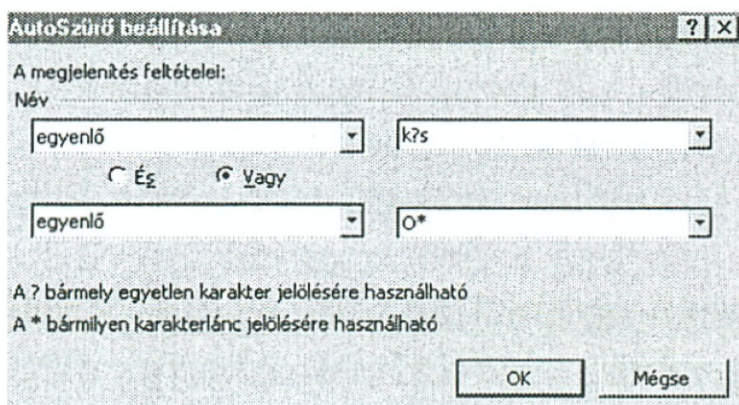 AutoSzűrő beállítása ? X
A megjelenítés feltételei:
Név
egyenlő k?s
És Vagy
egyenlő O*
A ? bármely egyetlen karakter jelölésére használható
A * bármilyen karakterlánc jelölésére használható
OK Mégse